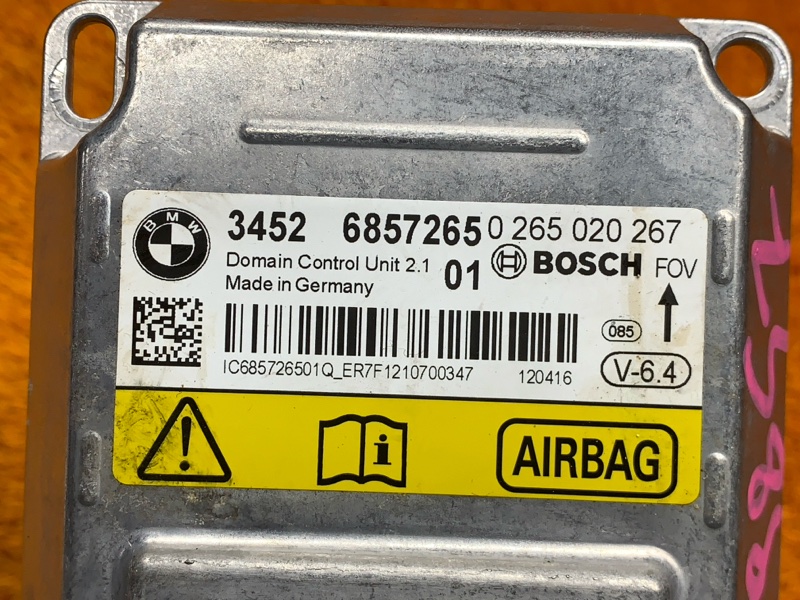 BMW
3452 6857265 0 265 020 267
Domain Control Unit 2.1 01 BOSCH FOV
Made in Germany
085
IC685726501Q_ER7F1210700347 120416 V-6.4
i AIRBAG